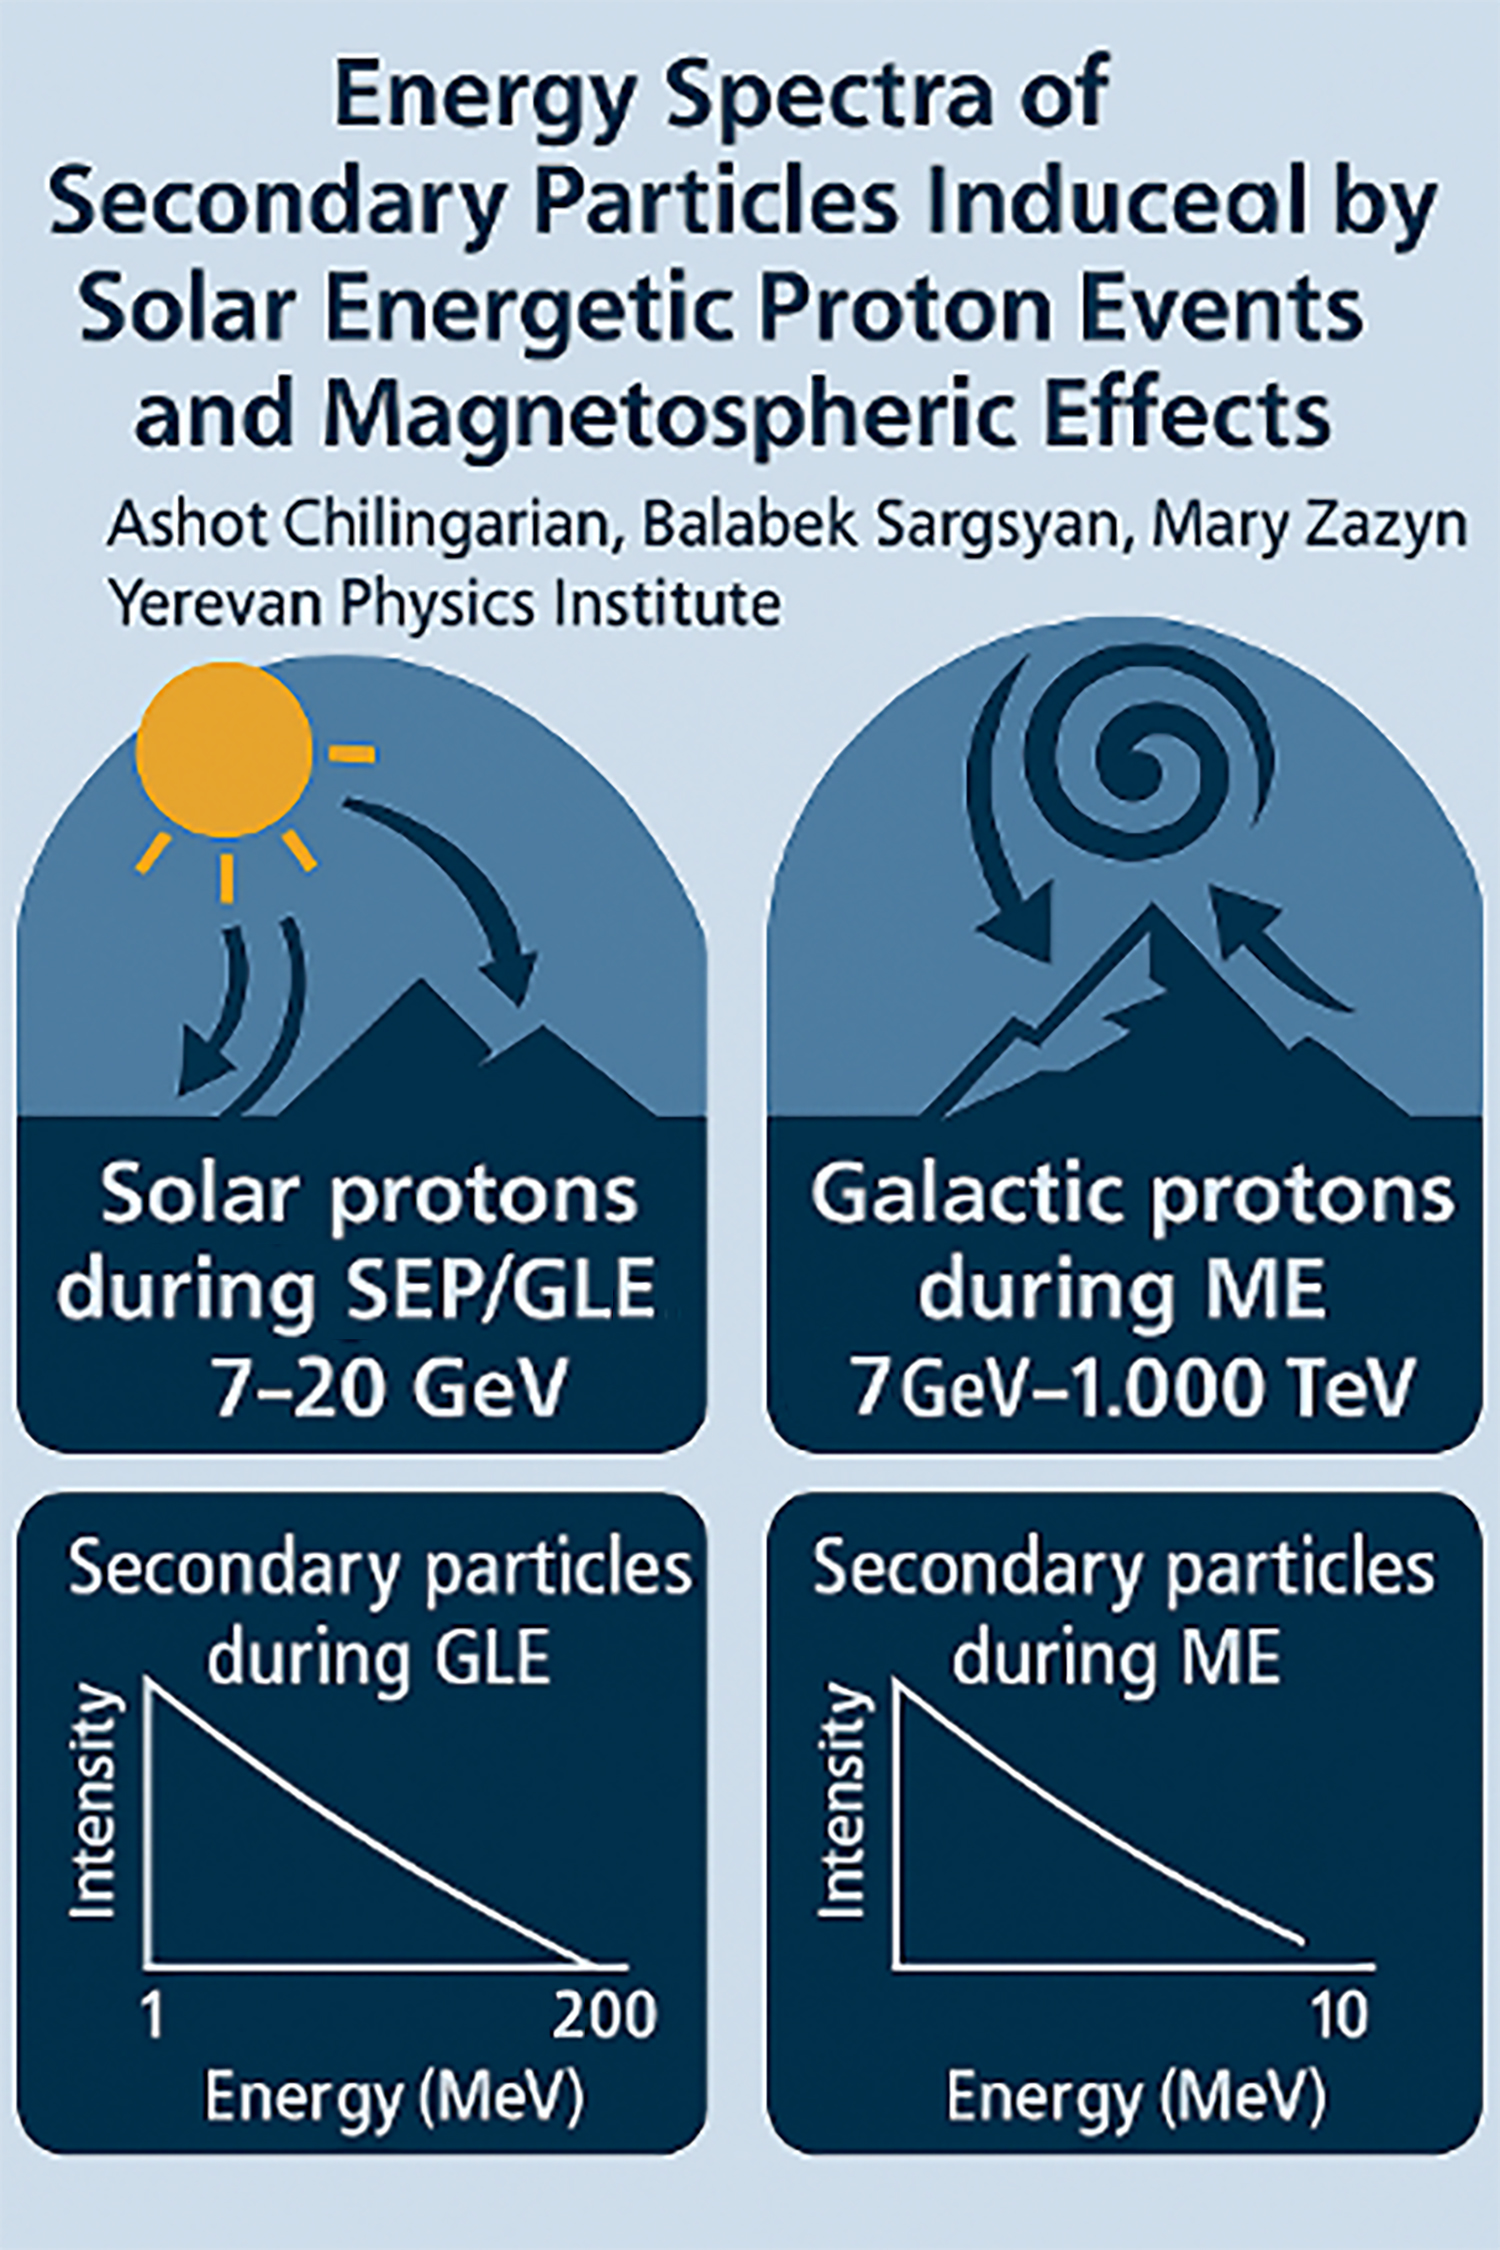 Energy Spectra of
Secondary Particles Induceal by
Solar Energetic Proton Events
and Magnetospheric Effects
Ashot Chilingarian, Balabek Sargsyan, Mary Zazyn
Yerevan Physics Institute
Solar protons
during SEP/GLE
7–20 GeV
Galactic protons
during ME
7 GeV–1.000 TeV
Secondary particles
during GLE
Intensity
1
200
Energy (MeV)
Secondary particles
during ME
Intensity
10
Energy (MeV)